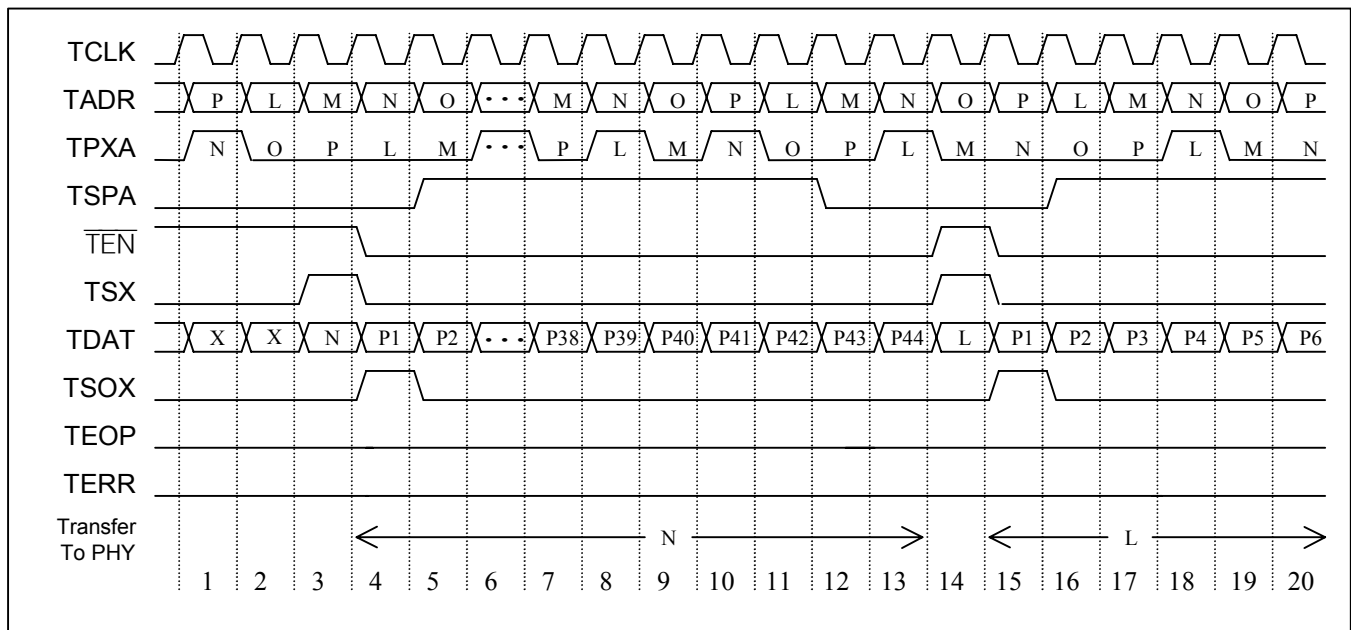 TCLK
TADR P L M N O ··· M N O P L M N O P L M N O P
TPXA N O P L M ··· P L M N O P L M N O P L M N
TSPA
TEN
TSX
TDAT X X N P1 P2 ··· P38 P39 P40 P41 P42 P43 P44 L P1 P2 P3 P4 P5 P6
TSOX
TEOP
TERR
Transfer
To PHY N L
1 2 3 4 5 6 7 8 9 10 11 12 13 14 15 16 17 18 19 20